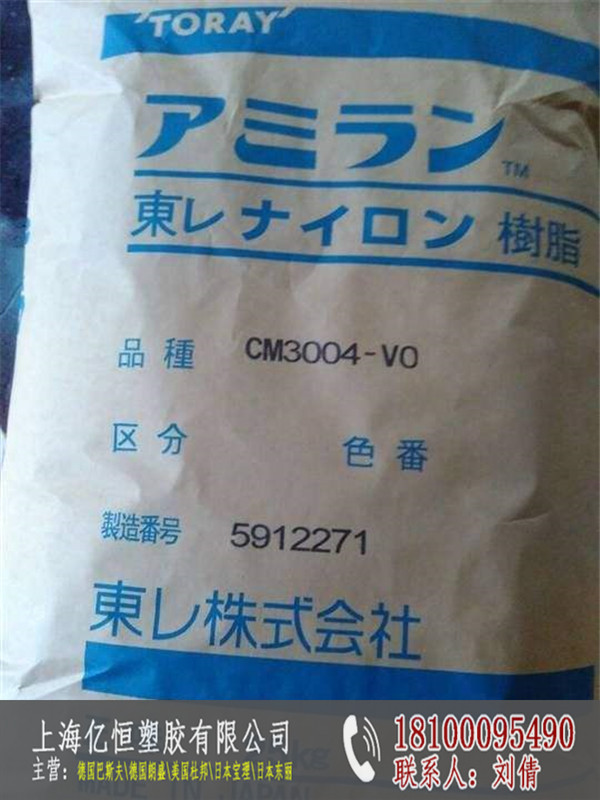 'TORAY'
アミラン™
東レナイロン樹脂
品種 CM3004-V0
区分 色番
製造番号 5912271
東レ株式会社
上海亿恒塑胶有限公司
主营：德国巴斯夫\德国朗盛\美国杜邦\日本宝理\日本东丽
18100095490
联系人：刘倩
kg
MADE IN JAPAN